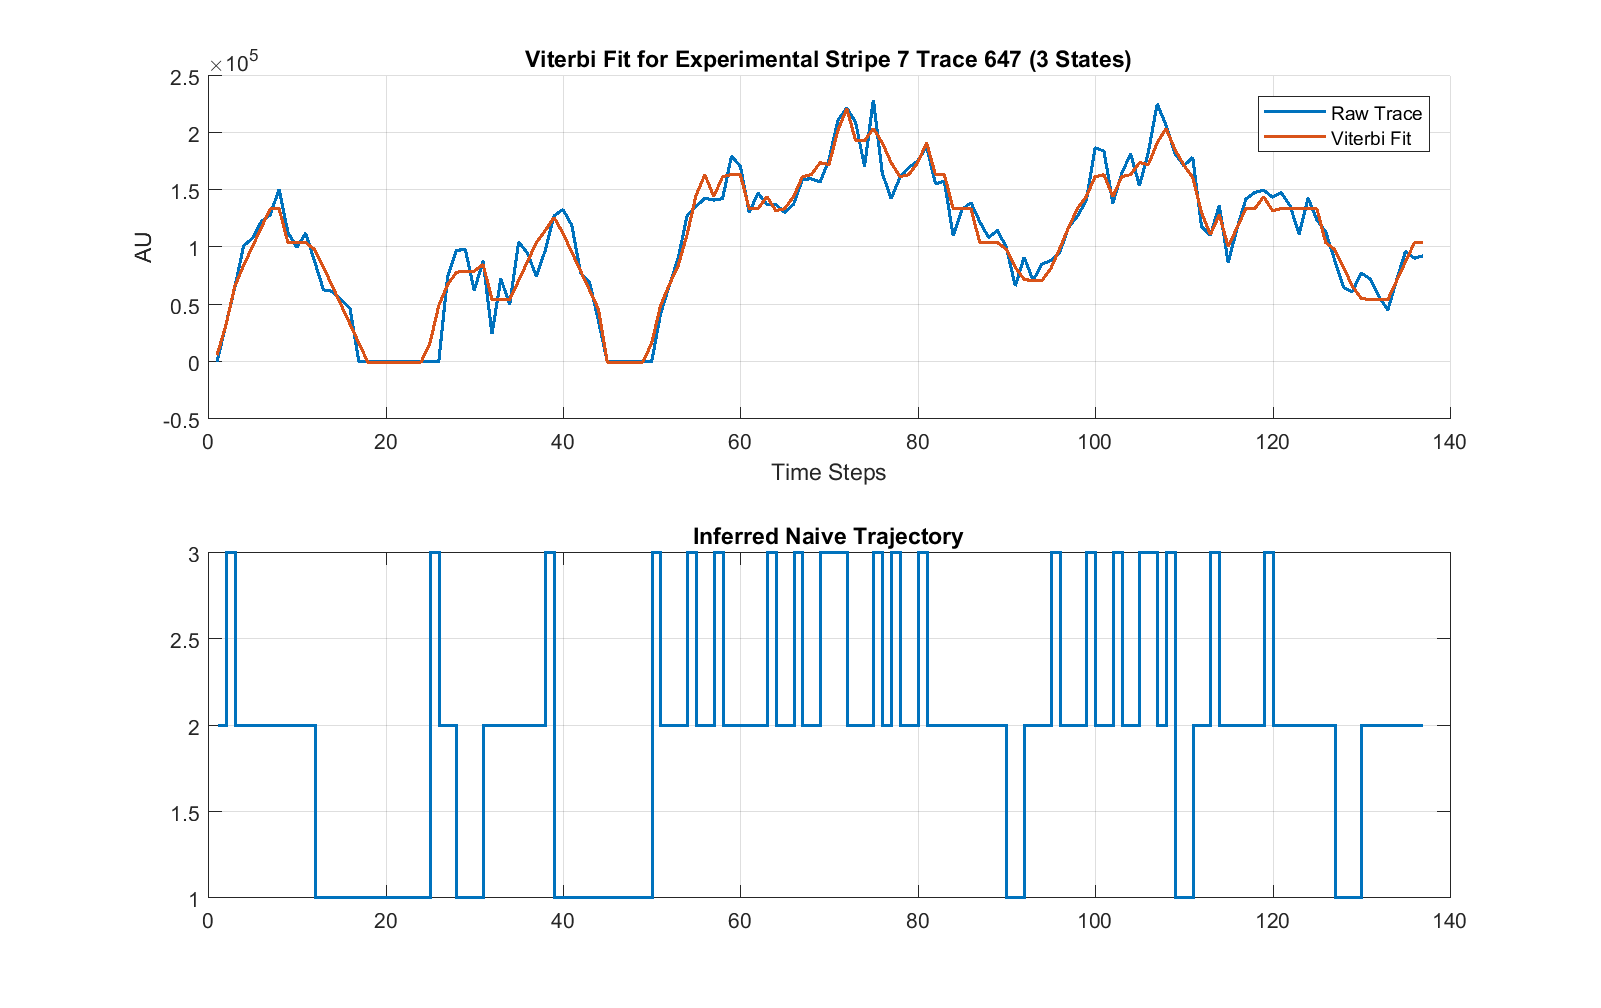 Viterbi Fit for Experimental Stripe 7 Trace 647 (3 States)
×10^5
2.5
2
1.5
1
0.5
0
-0.5
AU
Raw Trace
Viterbi Fit
0 20 40 60 80 100 120 140
Time Steps
Inferred Naive Trajectory
3
2.5
2
1.5
1
0 20 40 60 80 100 120 140